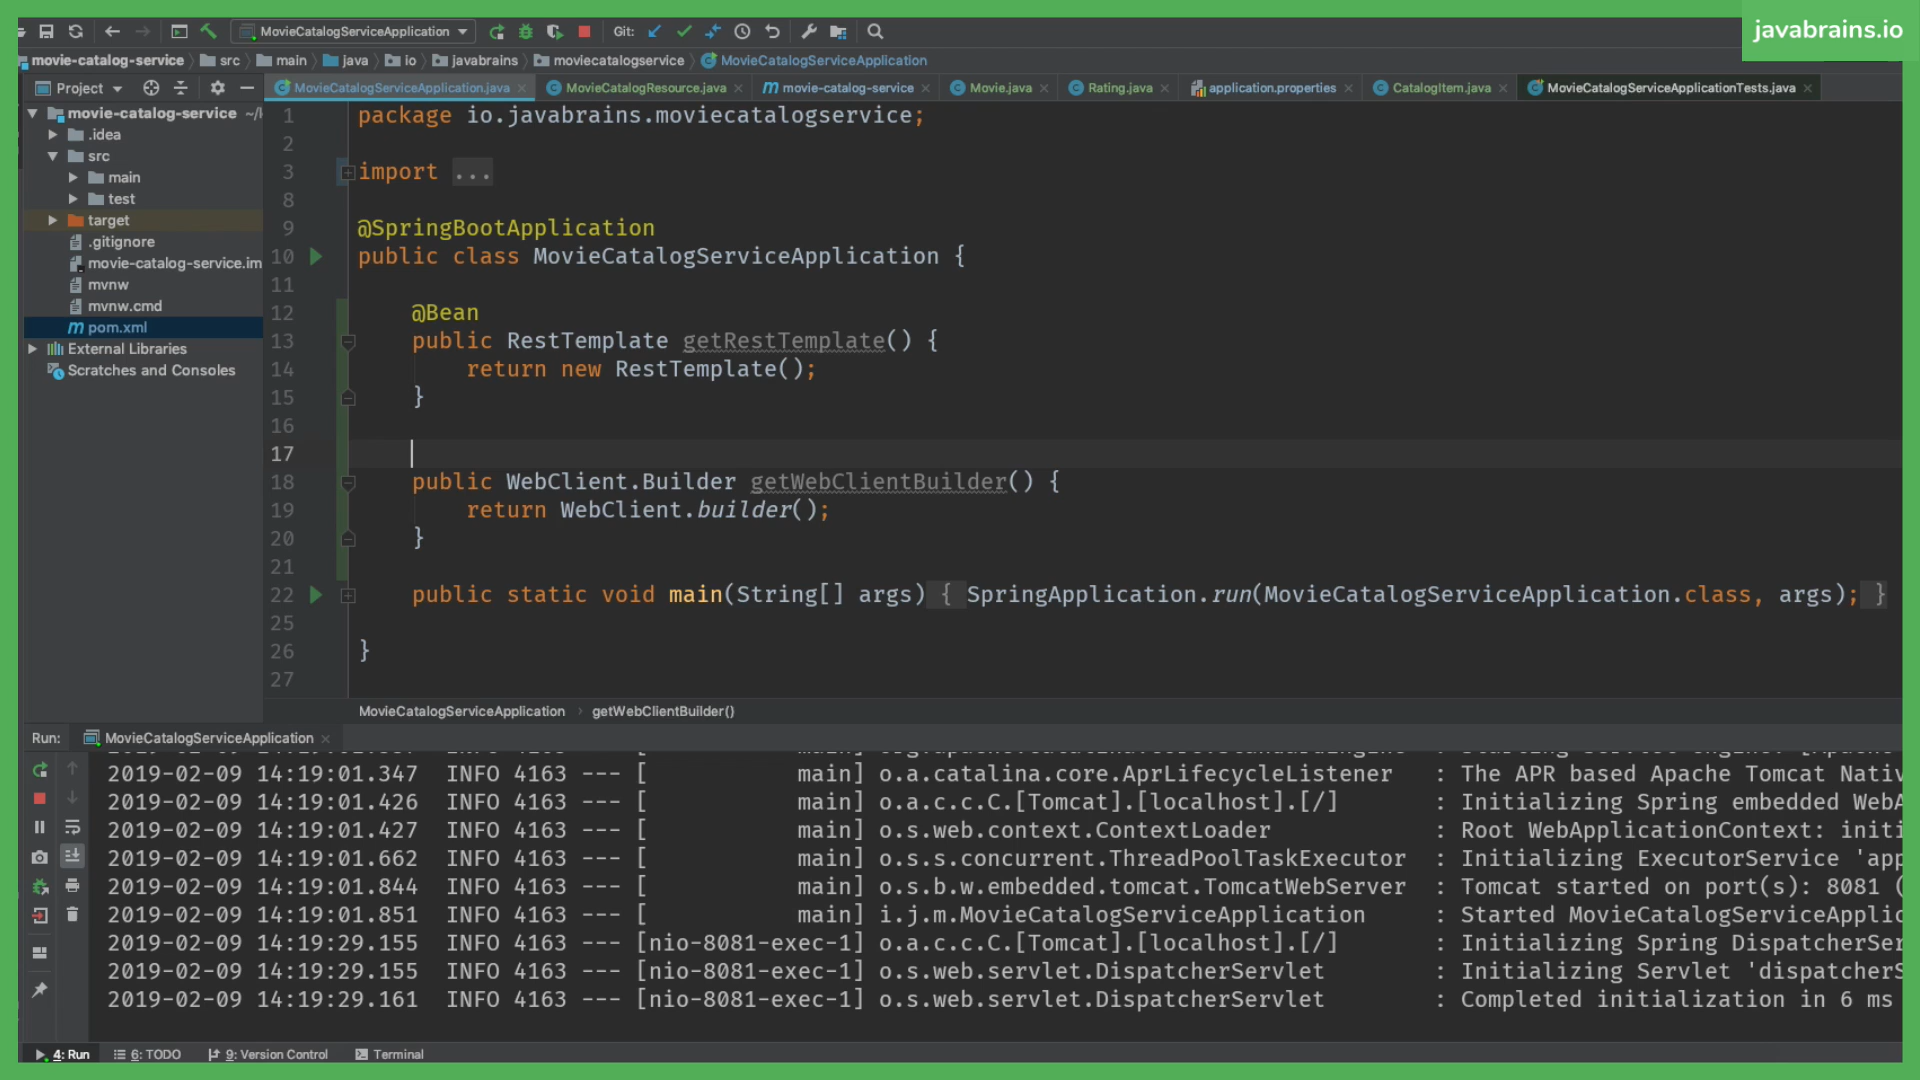 javabrains.io
MovieCatalogServiceApplication
Git:
movie-catalog-service
src
main
java
io
javabrains
moviecatalogservice
MovieCatalogServiceApplication
Project
MovieCatalogServiceApplication.java
MovieCatalogResource.java
movie-catalog-service
Movie.java
Rating.java
application.properties
CatalogItem.java
MovieCatalogServiceApplicationTests.java
movie-catalog-service
.idea
src
main
test
target
.gitignore
movie-catalog-service.im
mvnw
mvnw.cmd
pom.xml
External Libraries
Scratches and Consoles
1 package io.javabrains.moviecatalogservice;
2
3 import ...
8
9 @SpringBootApplication
10 public class MovieCatalogServiceApplication {
11
12 @Bean
13 public RestTemplate getRestTemplate() {
14 return new RestTemplate();
15 }
16
17
18 public WebClient.Builder getWebClientBuilder() {
19 return WebClient.builder();
20 }
21
22 public static void main(String[] args) { SpringApplication.run(MovieCatalogServiceApplication.class, args); }
25
26 }
27
MovieCatalogServiceApplication › getWebClientBuilder()
Run: MovieCatalogServiceApplication
2019-02-09 14:19:01.347 INFO 4163 --- [ main] o.a.catalina.core.AprLifecycleListener : The APR based Apache Tomcat Nativ
2019-02-09 14:19:01.426 INFO 4163 --- [ main] o.a.c.c.C.[Tomcat].[localhost].[/] : Initializing Spring embedded WebA
2019-02-09 14:19:01.427 INFO 4163 --- [ main] o.s.web.context.ContextLoader : Root WebApplicationContext: initi
2019-02-09 14:19:01.662 INFO 4163 --- [ main] o.s.s.concurrent.ThreadPoolTaskExecutor : Initializing ExecutorService 'app
2019-02-09 14:19:01.844 INFO 4163 --- [ main] o.s.b.w.embedded.tomcat.TomcatWebServer : Tomcat started on port(s): 8081 (
2019-02-09 14:19:01.851 INFO 4163 --- [ main] i.j.m.MovieCatalogServiceApplication : Started MovieCatalogServiceApplic
2019-02-09 14:19:29.155 INFO 4163 --- [nio-8081-exec-1] o.a.c.c.C.[Tomcat].[localhost].[/] : Initializing Spring DispatcherSer
2019-02-09 14:19:29.155 INFO 4163 --- [nio-8081-exec-1] o.s.web.servlet.DispatcherServlet : Initializing Servlet 'dispatcherS
2019-02-09 14:19:29.161 INFO 4163 --- [nio-8081-exec-1] o.s.web.servlet.DispatcherServlet : Completed initialization in 6 ms
4: Run
6: TODO
9: Version Control
Terminal